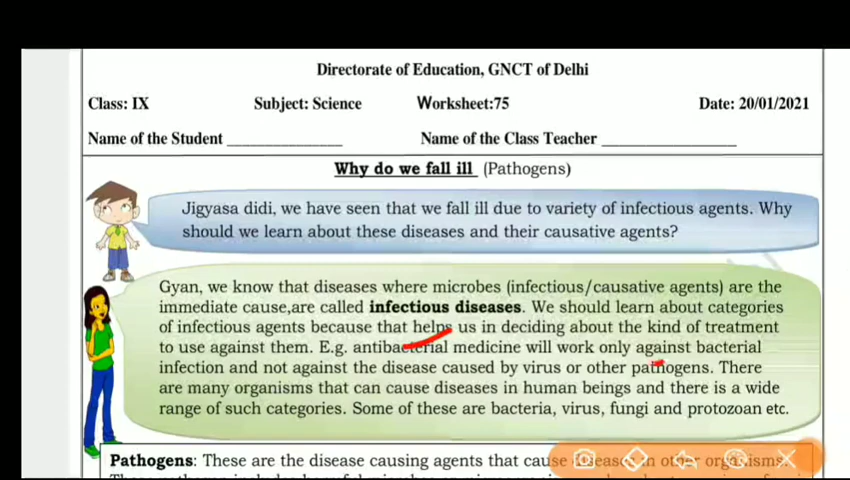 Directorate of Education, GNCT of Delhi
Class: IX Subject: Science Worksheet:75 Date: 20/01/2021
Name of the Student _______________ Name of the Class Teacher _________________
Why do we fall ill (Pathogens)
Jigyasa didi, we have seen that we fall ill due to variety of infectious agents. Why
should we learn about these diseases and their causative agents?
Gyan, we know that diseases where microbes (infectious/causative agents) are the
immediate cause,are called infectious diseases. We should learn about categories
of infectious agents because that helps us in deciding about the kind of treatment
to use against them. E.g. antibacterial medicine will work only against bacterial
infection and not against the disease caused by virus or other pathogens. There
are many organisms that can cause diseases in human beings and there is a wide
range of such categories. Some of these are bacteria, virus, fungi and protozoan etc.
Pathogens: These are the disease causing agents that cause diseases in other organisms.